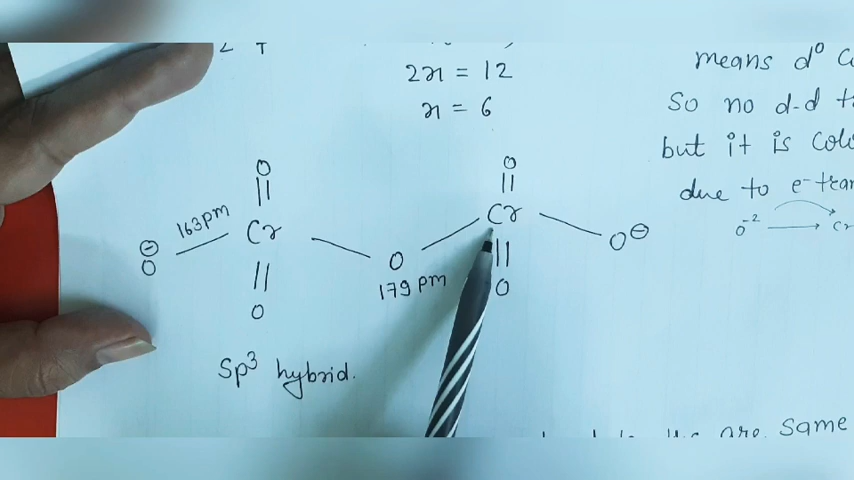 2x = 12
x = 6
means d⁰
So no d-d
but it is
due to e⁻
O⁻² → Cr
O
||
Cr
||
O
163pm
⊖
O
O
179 pm
O
||
Cr
||
O
O⊖
Sp³ hybrid.
are same